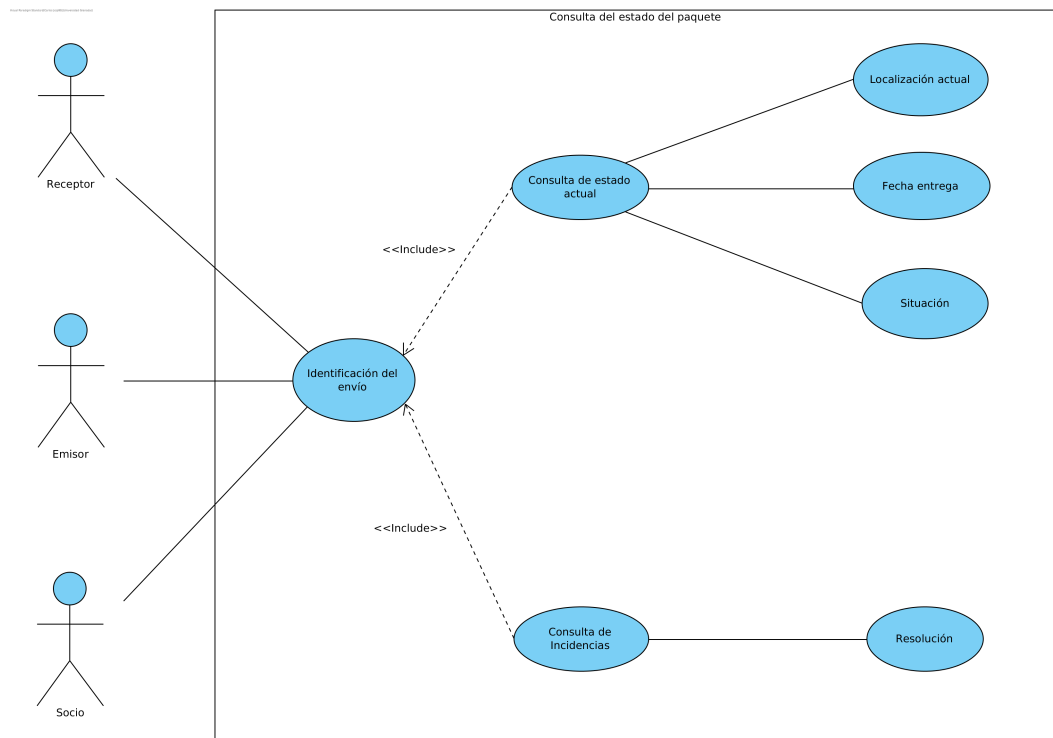 Consulta del estado del paquete
Receptor
Emisor
Socio
Identificación del
envío
<<Include>>
<<Include>>
Consulta de estado
actual
Localización actual
Fecha entrega
Situación
Consulta de
Incidencias
Resolución